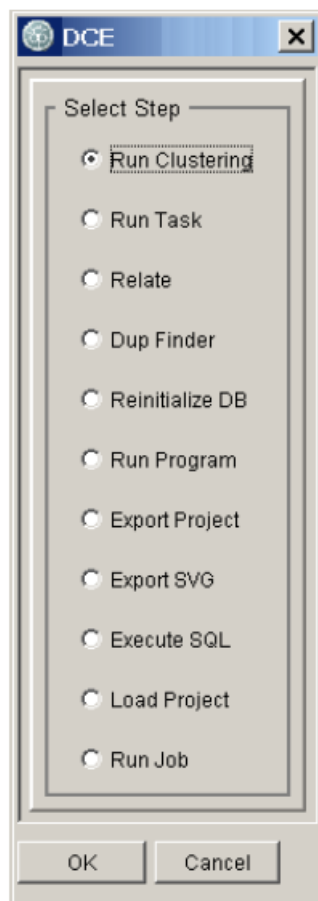 DCE
Select Step
Run Clustering
Run Task
Relate
Dup Finder
Reinitialize DB
Run Program
Export Project
Export SVG
Execute SQL
Load Project
Run Job
OK Cancel